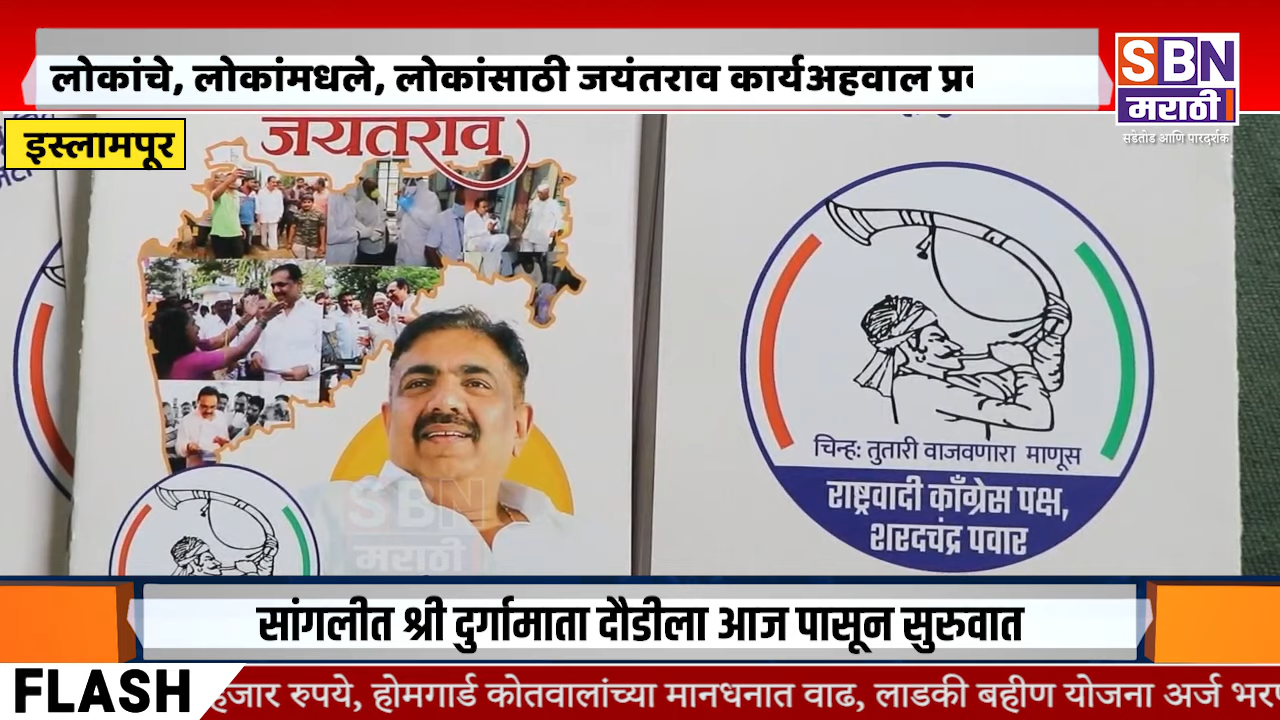 लोकांचे, लोकांमधले, लोकांसाठी जयंतराव कार्यअहवाल
SBN
मराठी
सडेतोड आणि पारदर्शक
इस्लामपूर
जयंतराव
चिन्ह: तुतारी वाजवणारा माणूस
राष्ट्रवादी काँग्रेस पक्ष,
शरदचंद्र पवार
SBN
मराठी
सांगलीत श्री दुर्गामाता दौडीला आज पासून सुरुवात
FLASH
हजार रुपये, होमगार्ड कोतवालांच्या मानधनात वाढ, लाडकी बहीण योजना अर्ज